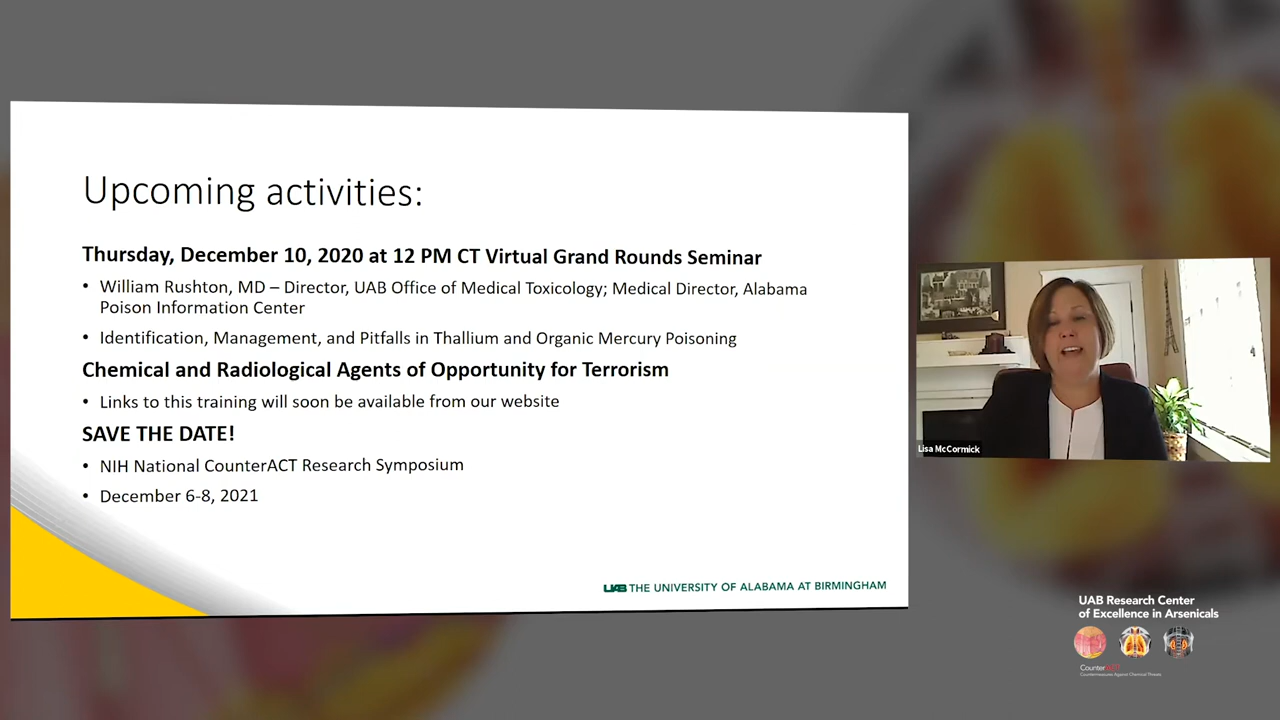 Upcoming activities:
Thursday, December 10, 2020 at 12 PM CT Virtual Grand Rounds Seminar
• William Rushton, MD – Director, UAB Office of Medical Toxicology; Medical Director, Alabama
Poison Information Center
• Identification, Management, and Pitfalls in Thallium and Organic Mercury Poisoning
Chemical and Radiological Agents of Opportunity for Terrorism
• Links to this training will soon be available from our website
SAVE THE DATE!
• NIH National CounterACT Research Symposium
• December 6-8, 2021
UAB THE UNIVERSITY OF ALABAMA AT BIRMINGHAM
Lisa McCormick
UAB Research Center
of Excellence in Arsenicals
CounterACT
Countermeasures Against Chemical Threats